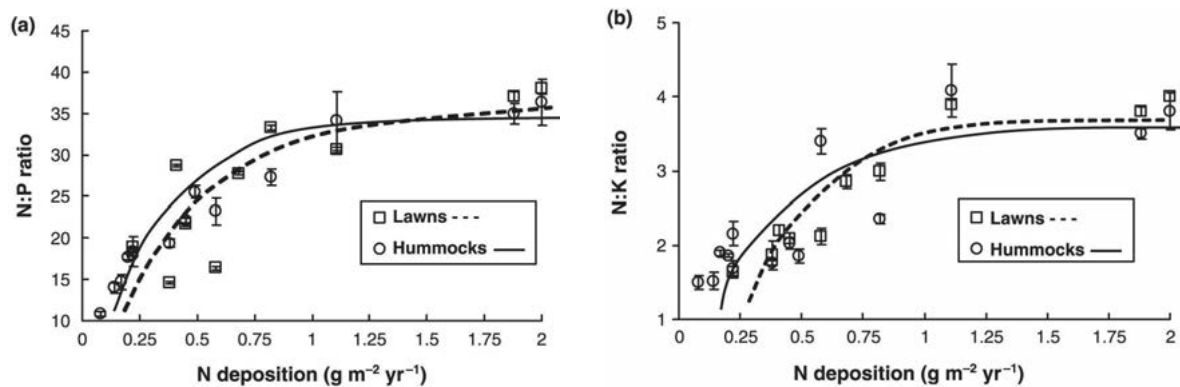 (a)
45
40
35
30
25
20
15
10
N:P ratio
0 0.25 0.5 0.75 1 1.25 1.5 1.75 2
N deposition (g m⁻² yr⁻¹)
Lawns
Hummocks
(b)
5
4
3
2
1
N:K ratio
0 0.25 0.5 0.75 1 1.25 1.5 1.75 2
N deposition (g m⁻² yr⁻¹)
Lawns
Hummocks